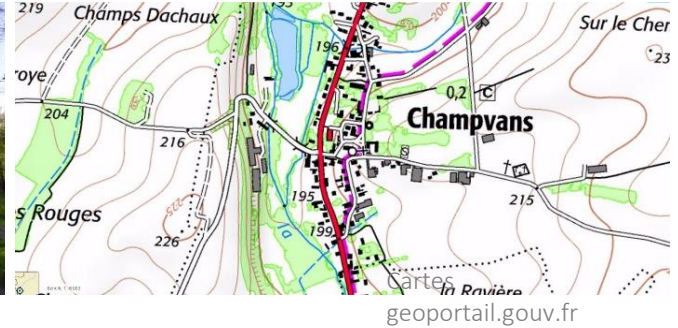 219
Champs Dachaux
196
Sur le Cher
23
roye
0,2 C
204
Champvans
216
s Rouges
195
215
225
226
199
la Ravière
Cartes
geoportail.gouv.fr